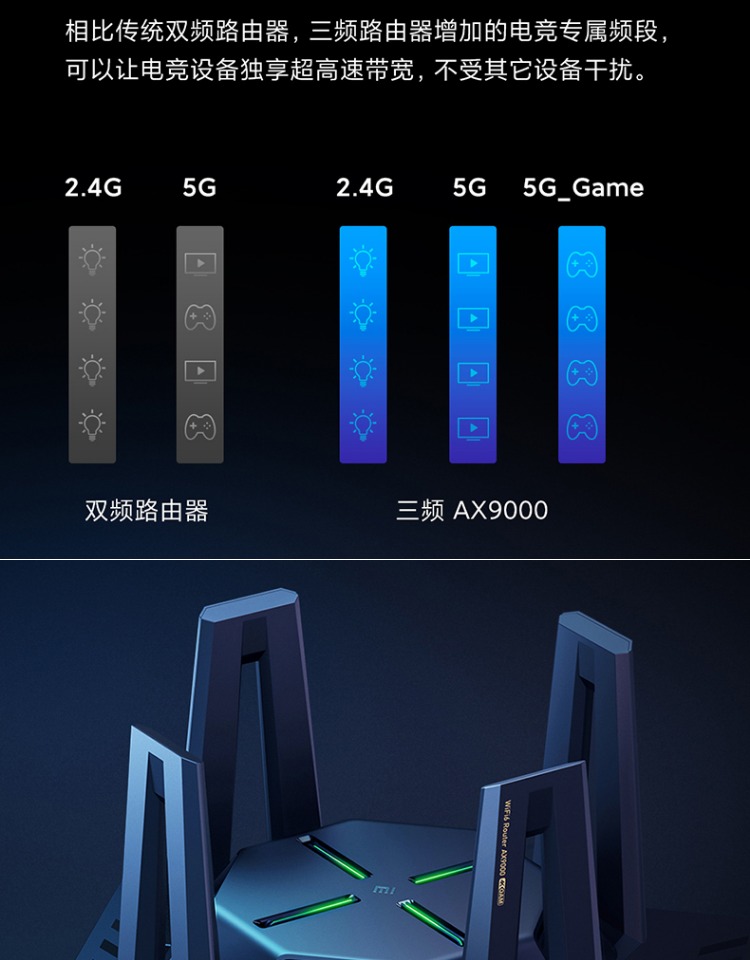 相比传统双频路由器，三频路由器增加的电竞专属频段，
可以让电竞设备独享超高速带宽，不受其它设备干扰。
2.4G 5G 2.4G 5G 5G_Game
双频路由器 三频 AX9000
mi
WiFi6 Router AX9000